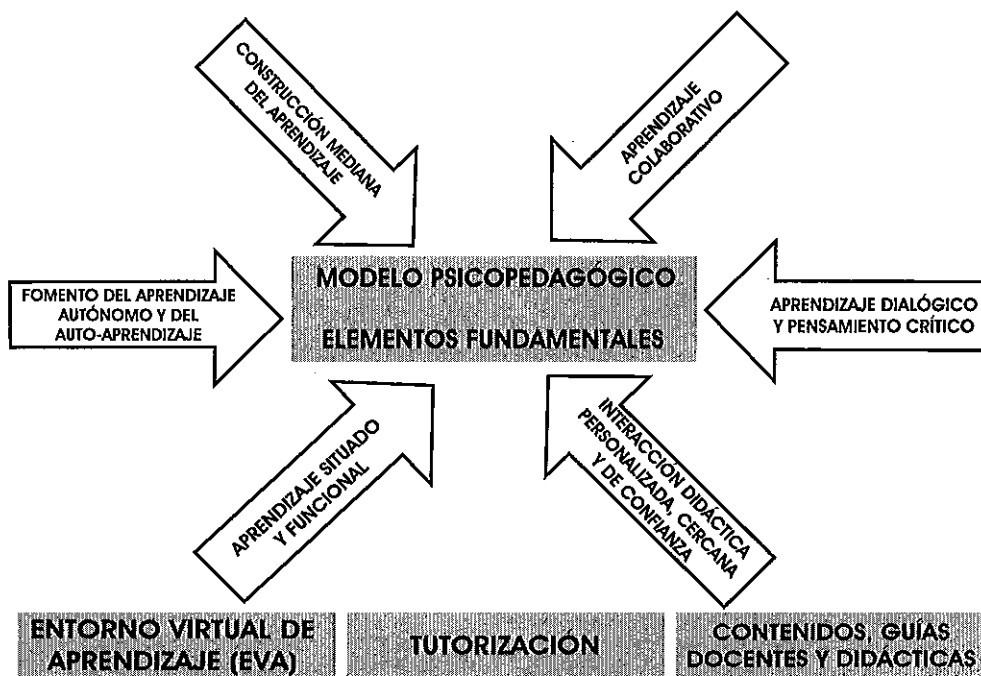 CONSTRUCCIÓN MEDIANA
DEL APRENDIZAJE
APRENDIZAJE
COLABORATIVO
MODELO PSICOPEDAGÓGICO
ELEMENTOS FUNDAMENTALES
FOMENTO DEL APRENDIZAJE
AUTÓNOMO Y DEL
AUTO-APRENDIZAJE
APRENDIZAJE DIALÓGICO
Y PENSAMIENTO CRÍTICO
APRENDIZAJE SITUADO
Y FUNCIONAL
INTERACCIÓN DIDÁCTICA
PERSONALIZADA, CERCANA
Y DE CONFIANZA
ENTORNO VIRTUAL DE
APRENDIZAJE (EVA)
TUTORIZACIÓN
CONTENIDOS, GUÍAS
DOCENTES Y DIDÁCTICAS